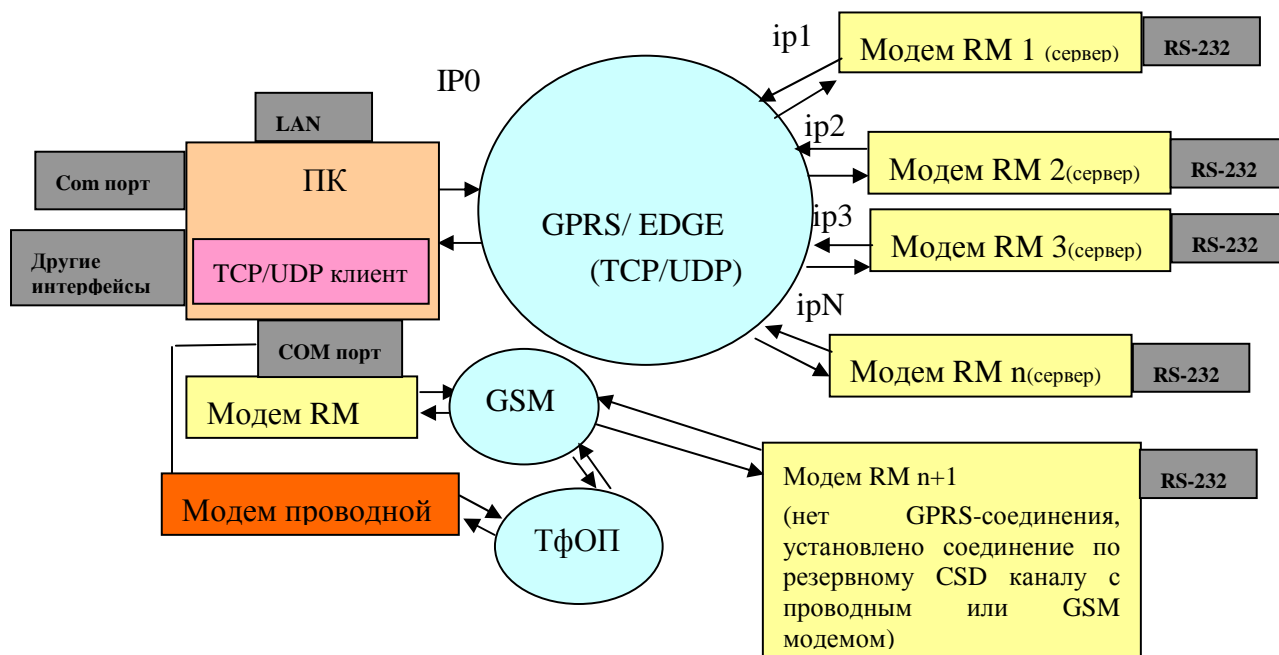 ip1
Модем RM 1 (сервер)
RS-232
IP0
LAN
ip2
Com порт
ПК
Модем RM 2(сервер)
RS-232
ip3
GPRS/ EDGE
(TCP/UDP)
Модем RM 3(сервер)
RS-232
Другие
интерфейсы
TCP/UDP клиент
ipN
COM порт
Модем RM n(сервер)
RS-232
Модем RM
GSM
Модем RM n+1
(нет GPRS-соединения,
установлено соединение по
резервному CSD каналу с
проводным или GSM
модемом)
RS-232
Модем проводной
ТфОП